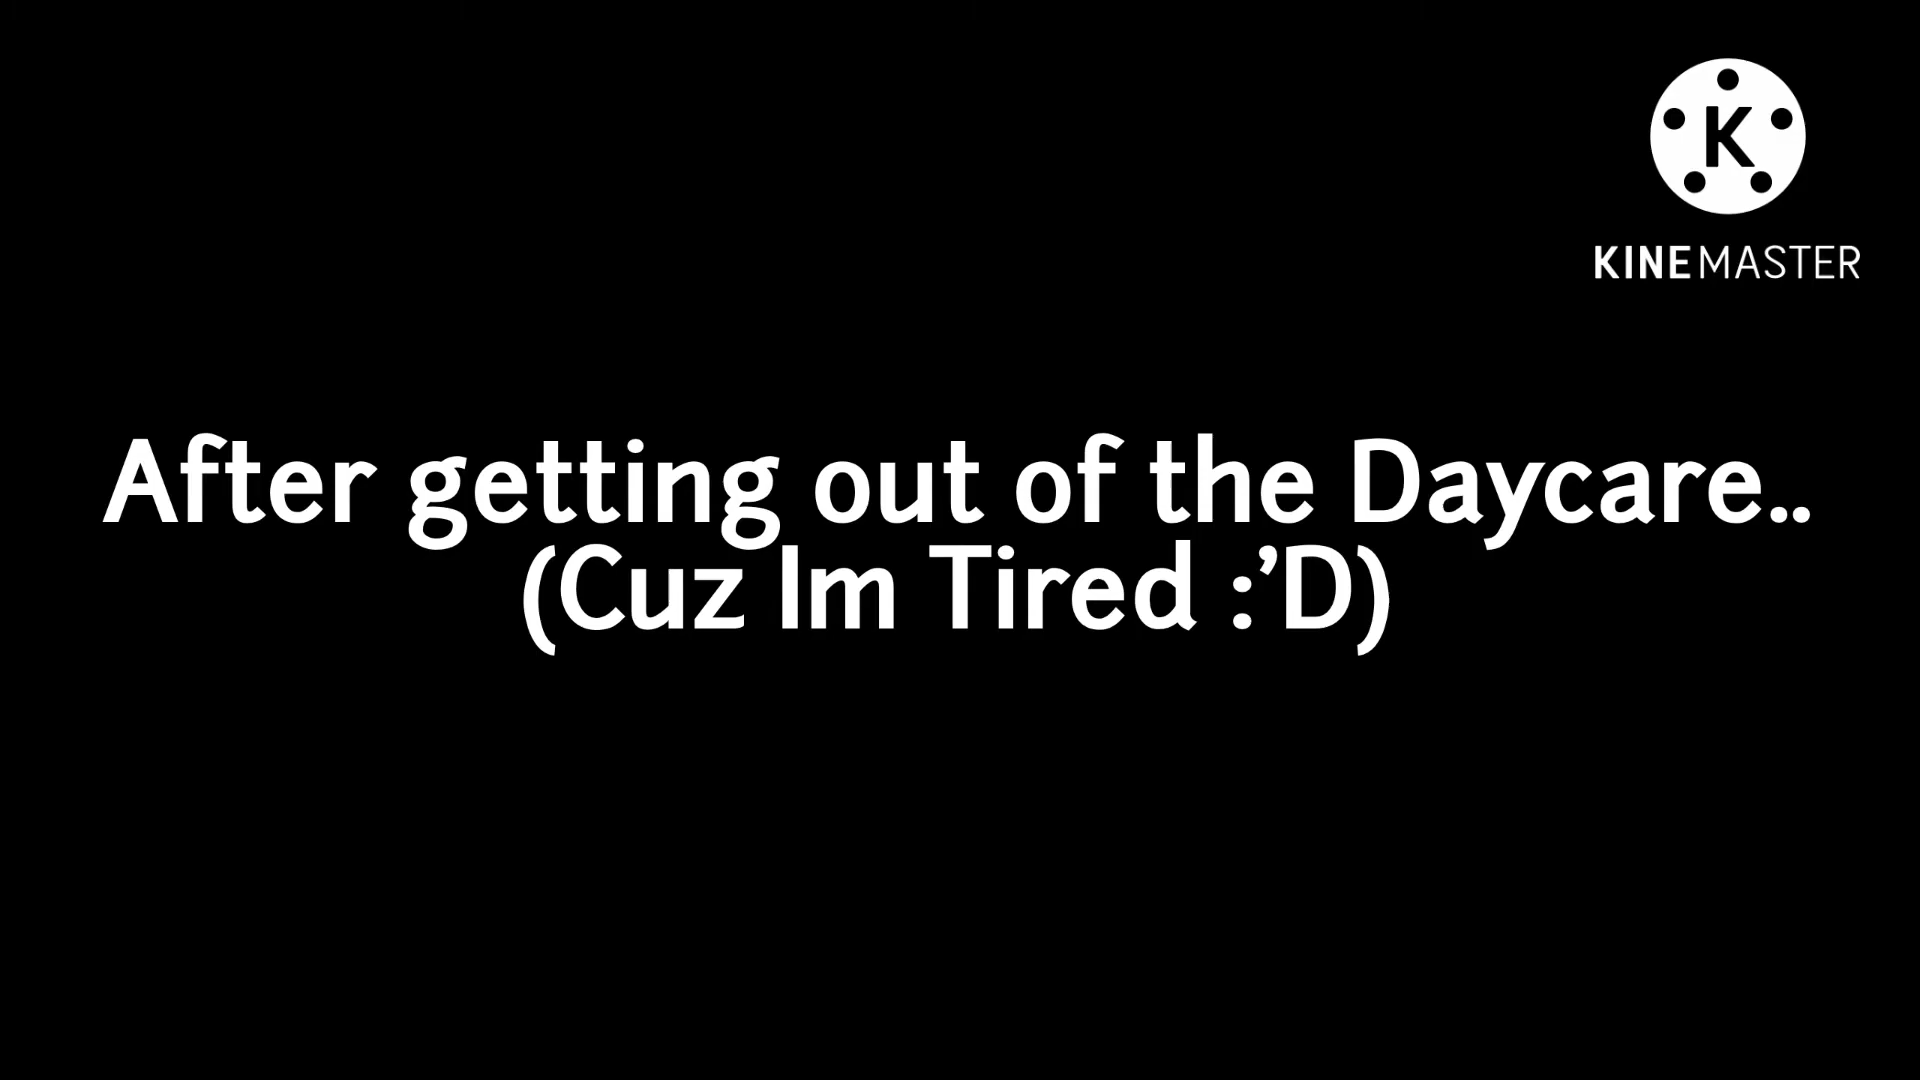 K
KINEMASTER
After getting out of the Daycare..
(Cuz Im Tired :’D)